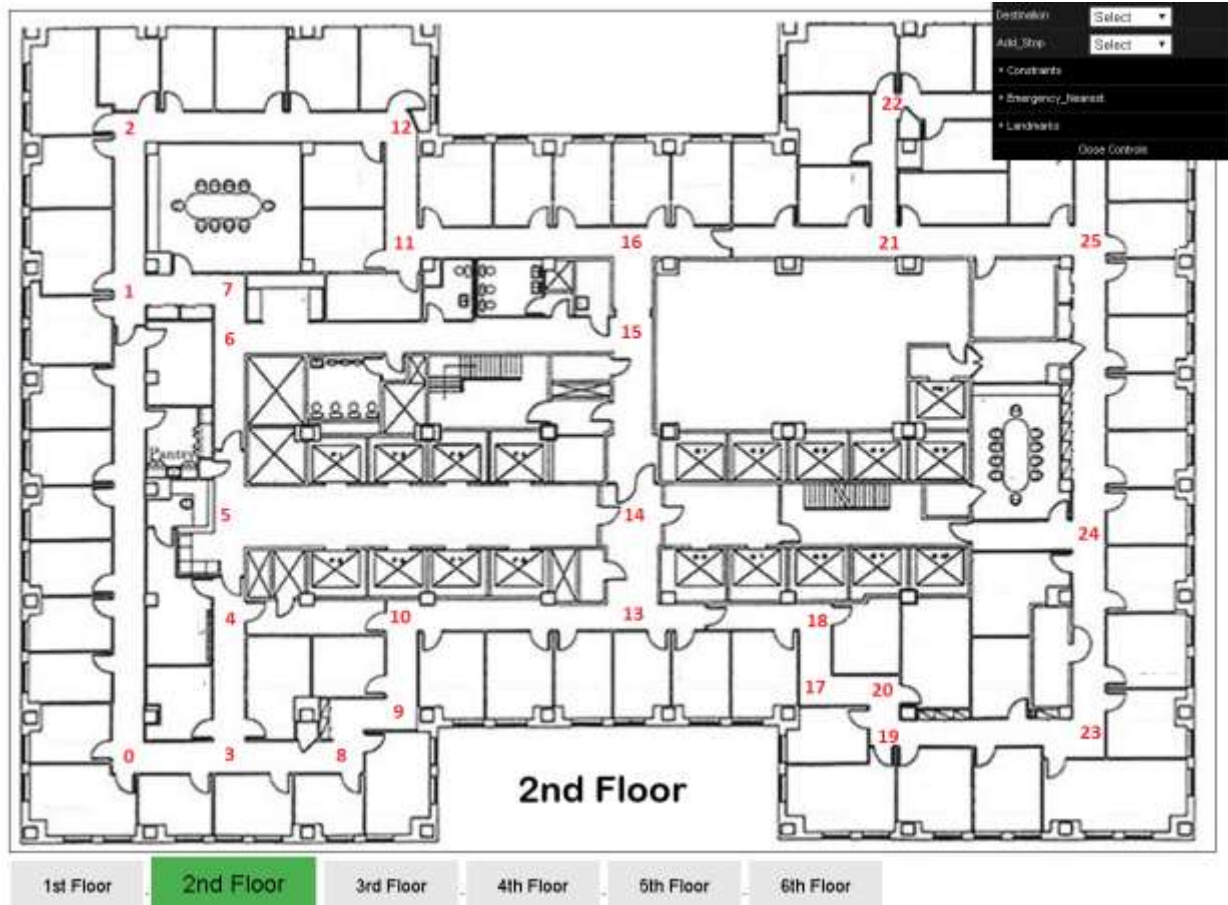 Destination Select
Add_Stop Select
Constraints
Emergency_Nearest
Landmarks
Close Controls
22
2
12
11
16
21
25
1
7
6
15
Pantry
5
14
24
4
10
13
18
17
20
9
0
3
8
19
23
2nd Floor
1st Floor
2nd Floor
3rd Floor
4th Floor
5th Floor
6th Floor